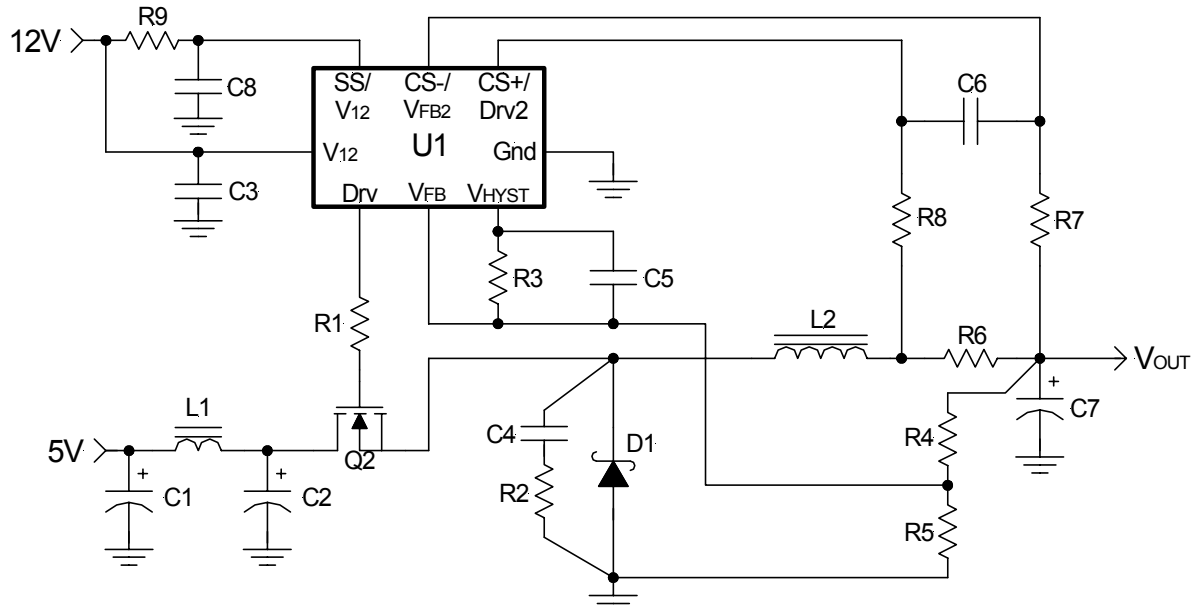 R9
12V
C8
SS/ CS-/ CS+/
V12 VFB2 Drv2
U1
V12 Gnd
C3
Drv VFB VHYST
C6
R8
R7
R3
C5
R1
L2
R6
VOUT
+
C7
L1
C4
D1
R4
5V
Q2
+
C1
+
C2
R2
R5